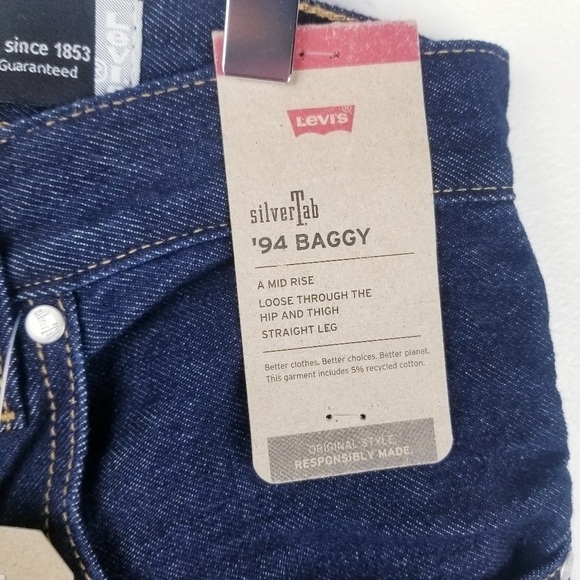 since 1853
Guaranteed
Levi's
LEVI'S
silverTab
'94 BAGGY
A MID RISE
LOOSE THROUGH THE
HIP AND THIGH
STRAIGHT LEG
Better clothes. Better choices. Better planet.
This garment includes 5% recycled cotton.
ORIGINAL STYLE.
RESPONSIBLY MADE.